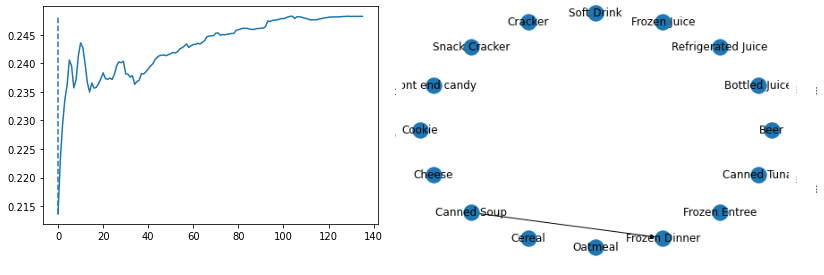 0.245
0.240
0.235
0.230
0.225
0.220
0.215
0 20 40 60 80 100 120 140
Soft Drink
Cracker
Frozen Juice
Snack Cracker
Refrigerated Juice
ont end candy
Bottled Juice
Cookie
Beer
Cheese
Canned Tuna
Canned Soup
Frozen Entree
Cereal
Frozen Dinner
Oatmeal